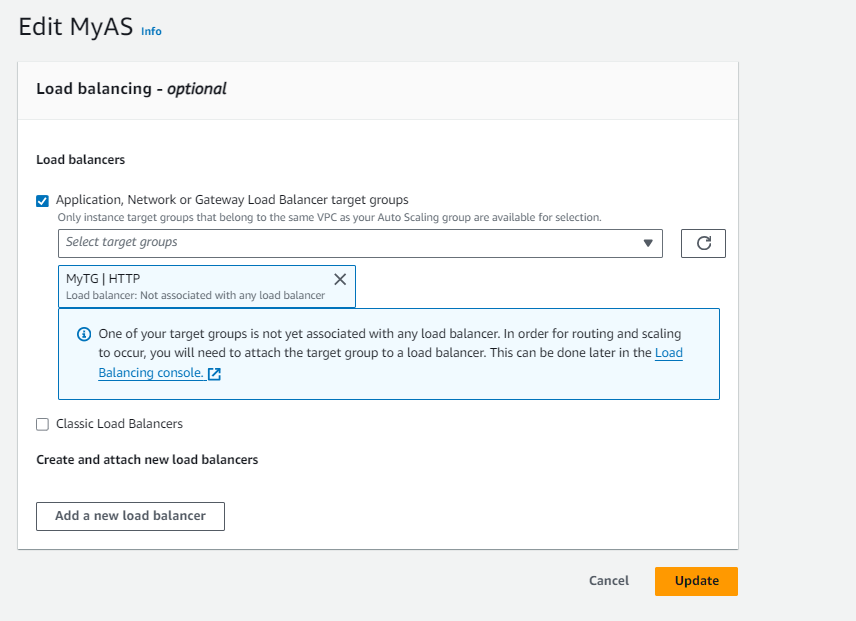 Edit MyAS Info
Load balancing - optional
Load balancers
Application, Network or Gateway Load Balancer target groups
Only instance target groups that belong to the same VPC as your Auto Scaling group are available for selection.
Select target groups
MyTG | HTTP
Load balancer: Not associated with any load balancer
One of your target groups is not yet associated with any load balancer. In order for routing and scaling
to occur, you will need to attach the target group to a load balancer. This can be done later in the Load
Balancing console.
Classic Load Balancers
Create and attach new load balancers
Add a new load balancer
Cancel Update